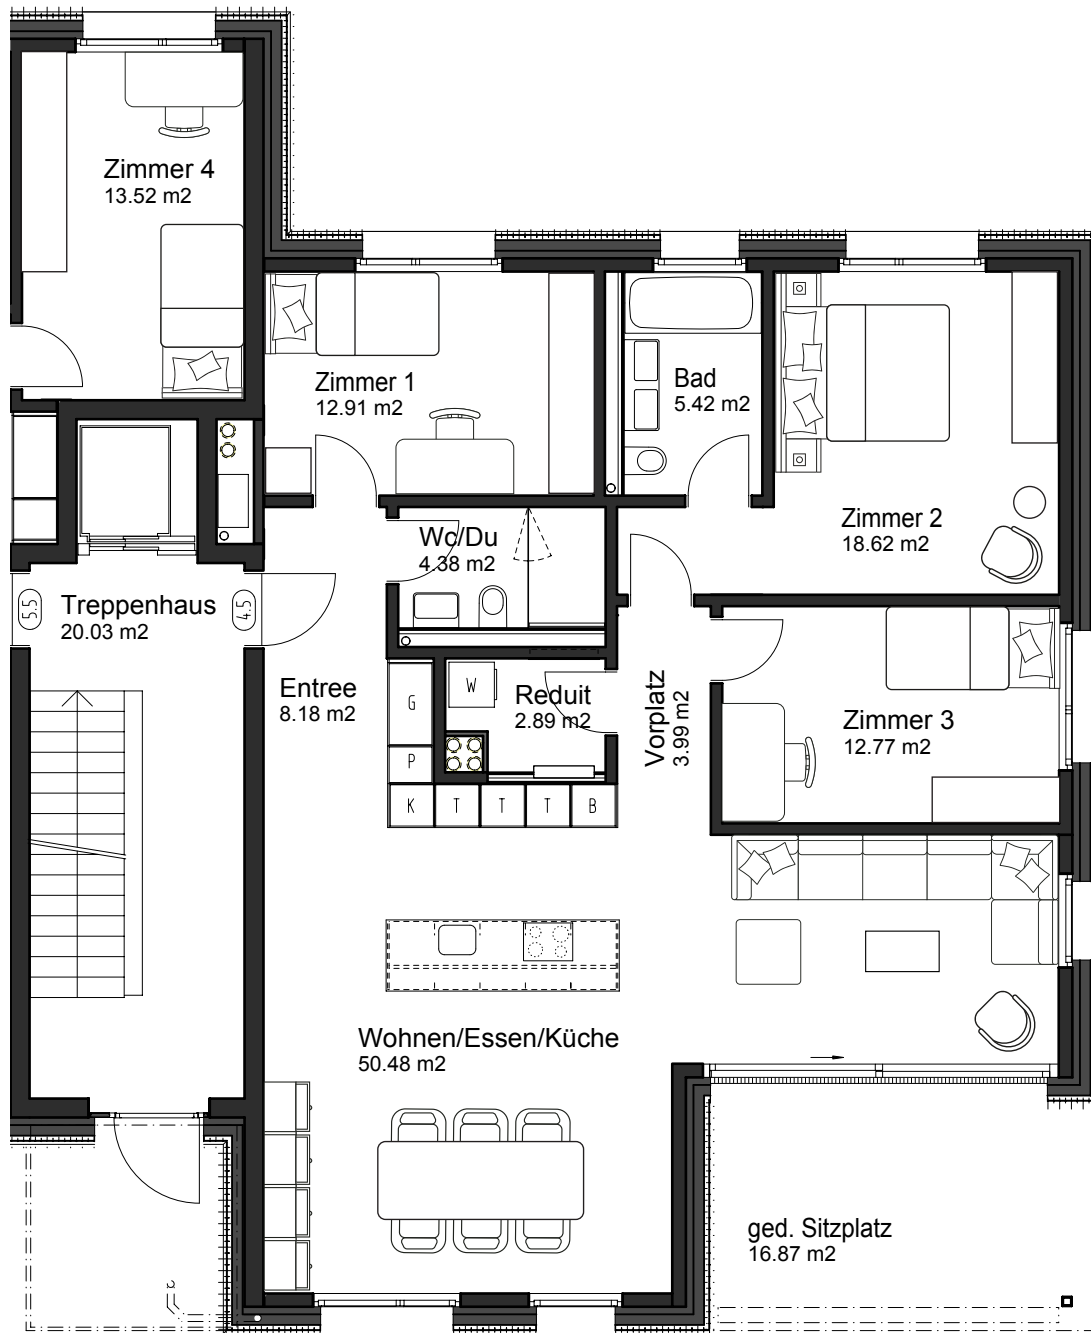 Zimmer 4
13.52 m2
Zimmer 1
12.91 m2
Bad
5.42 m2
Zimmer 2
18.62 m2
Wc/Du
4.38 m2
5.5
Treppenhaus
20.03 m2
4.5
Entree
8.18 m2
G
P
W
Reduit
2.89 m2
Vorplatz
3.99 m2
Zimmer 3
12.77 m2
K T T T B
Wohnen/Essen/Küche
50.48 m2
ged. Sitzplatz
16.87 m2